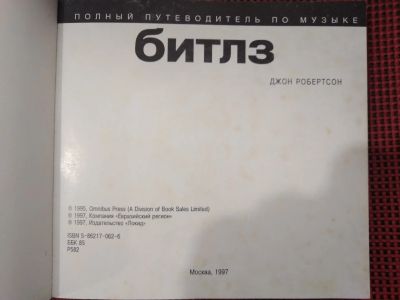 ПОЛНЫЙ ПУТЕВОДИТЕЛЬ ПО МУЗЫКЕ
битлз
ДЖОН РОБЕРТСОН
© 1995, Omnibus Press (A Division of Book Sales Limited)
© 1997, Компания «Евразийский регион»
© 1997, Издательство «Локид»
ISBN 5-86217-062-6
ББК 85
Р582
Москва, 1997